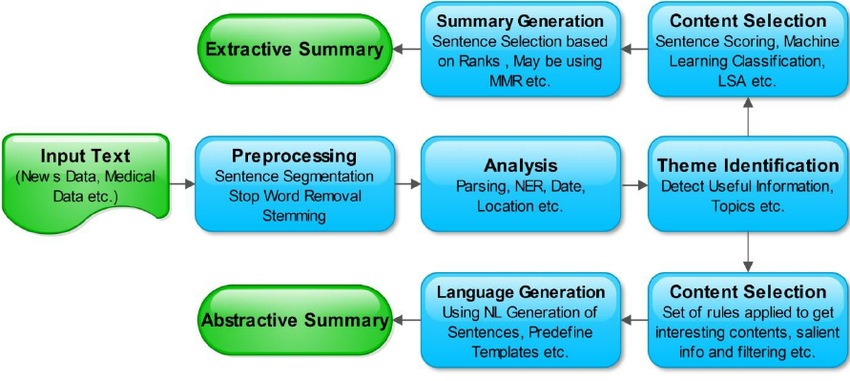 Extractive Summary
Summary Generation
Sentence Selection based
on Ranks , May be using
MMR etc.
Content Selection
Sentence Scoring, Machine
Learning Classification,
LSA etc.
Input Text
(News Data, Medical
Data etc.)
Preprocessing
Sentence Segmentation
Stop Word Removal
Stemming
Analysis
Parsing, NER, Date,
Location etc.
Theme Identification
Detect Useful Information,
Topics etc.
Abstractive Summary
Language Generation
Using NL Generation of
Sentences, Predefine
Templates etc.
Content Selection
Set of rules applied to get
interesting contents, salient
info and filtering etc.